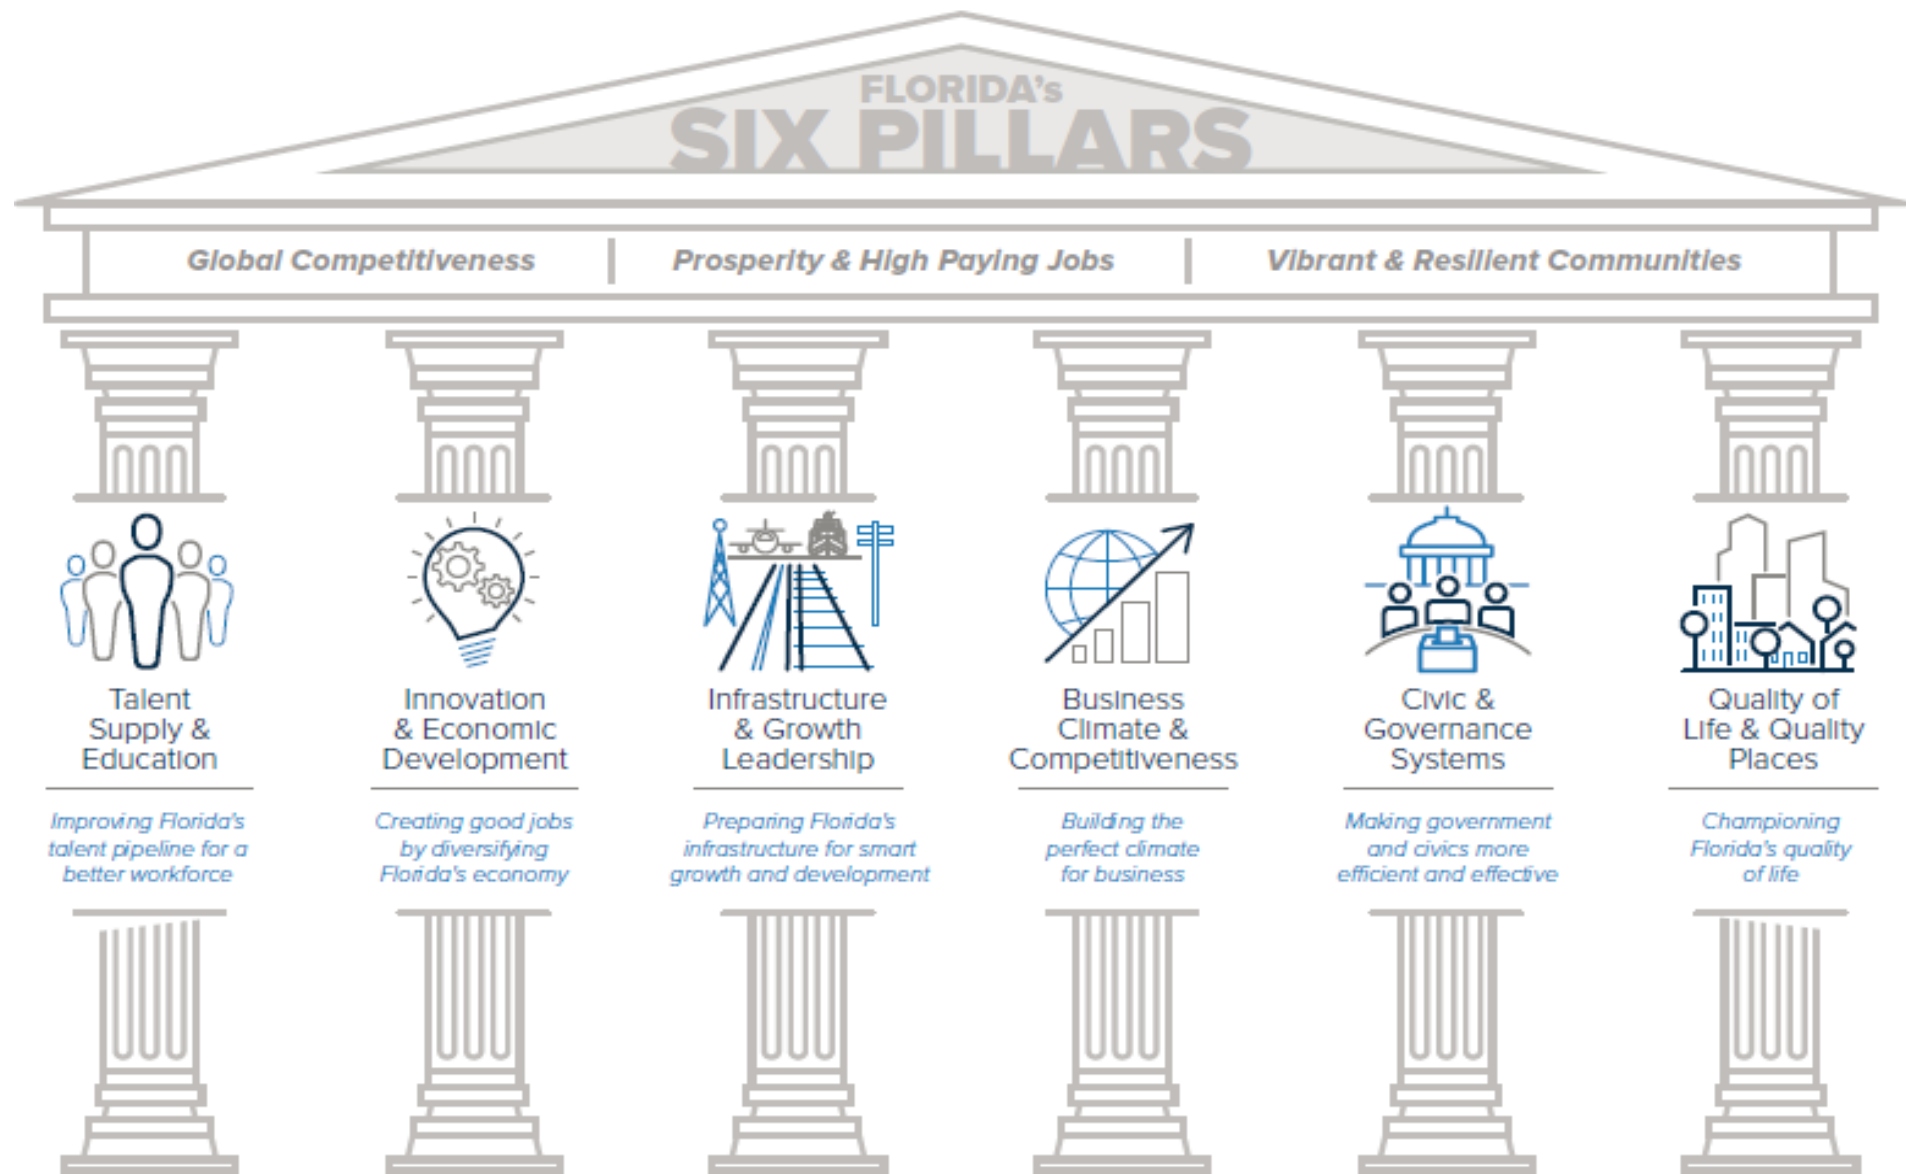 FLORIDA's
SIX PILLARS
Global Competitiveness | Prosperity & High Paying Jobs | Vibrant & Resilient Communities
Talent
Supply &
Education
Improving Florida's
talent pipeline for a
better workforce
Innovation
& Economic
Development
Creating good jobs
by diversifying
Florida's economy
Infrastructure
& Growth
Leadership
Preparing Florida's
infrastructure for smart
growth and development
Business
Climate &
Competitiveness
Building the
perfect climate
for business
Civic &
Governance
Systems
Making government
and civics more
efficient and effective
Quality of
Life & Quality
Places
Championing
Florida's quality
of life